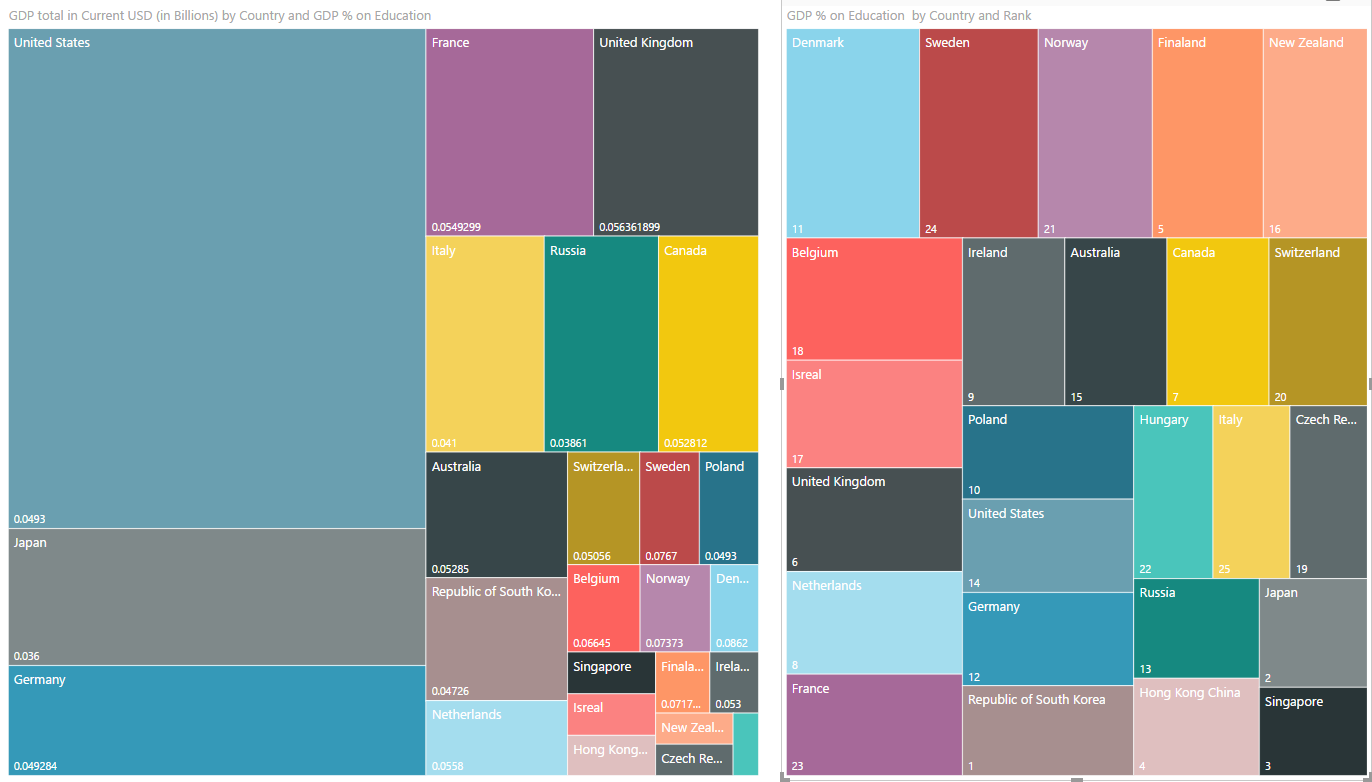 GDP total in Current USD (in Billions) by Country and GDP % on Education
United States
0.0493
Japan
0.036
Germany
0.049284
France
0.0549299
United Kingdom
0.056361899
Italy
0.041
Russia
0.03861
Canada
0.052812
Australia
0.05285
Republic of South Ko...
0.04726
Netherlands
0.0558
Switzerla...
0.05056
Sweden
0.0767
Poland
0.0493
Belgium
0.06645
Norway
0.07373
Den...
0.0862
Singapore
Isreal
Hong Kong...
Finala...
0.0717...
Irela...
0.053
New Zeal...
Czech Re...
GDP % on Education by Country and Rank
Denmark
11
Sweden
24
Norway
21
Finaland
5
New Zealand
16
Belgium
18
Isreal
17
United Kingdom
6
Netherlands
8
France
23
Ireland
9
Australia
15
Canada
7
Switzerland
20
Poland
10
United States
14
Germany
12
Republic of South Korea
1
Hungary
22
Italy
25
Czech Re...
19
Russia
13
Japan
2
Hong Kong China
4
Singapore
3